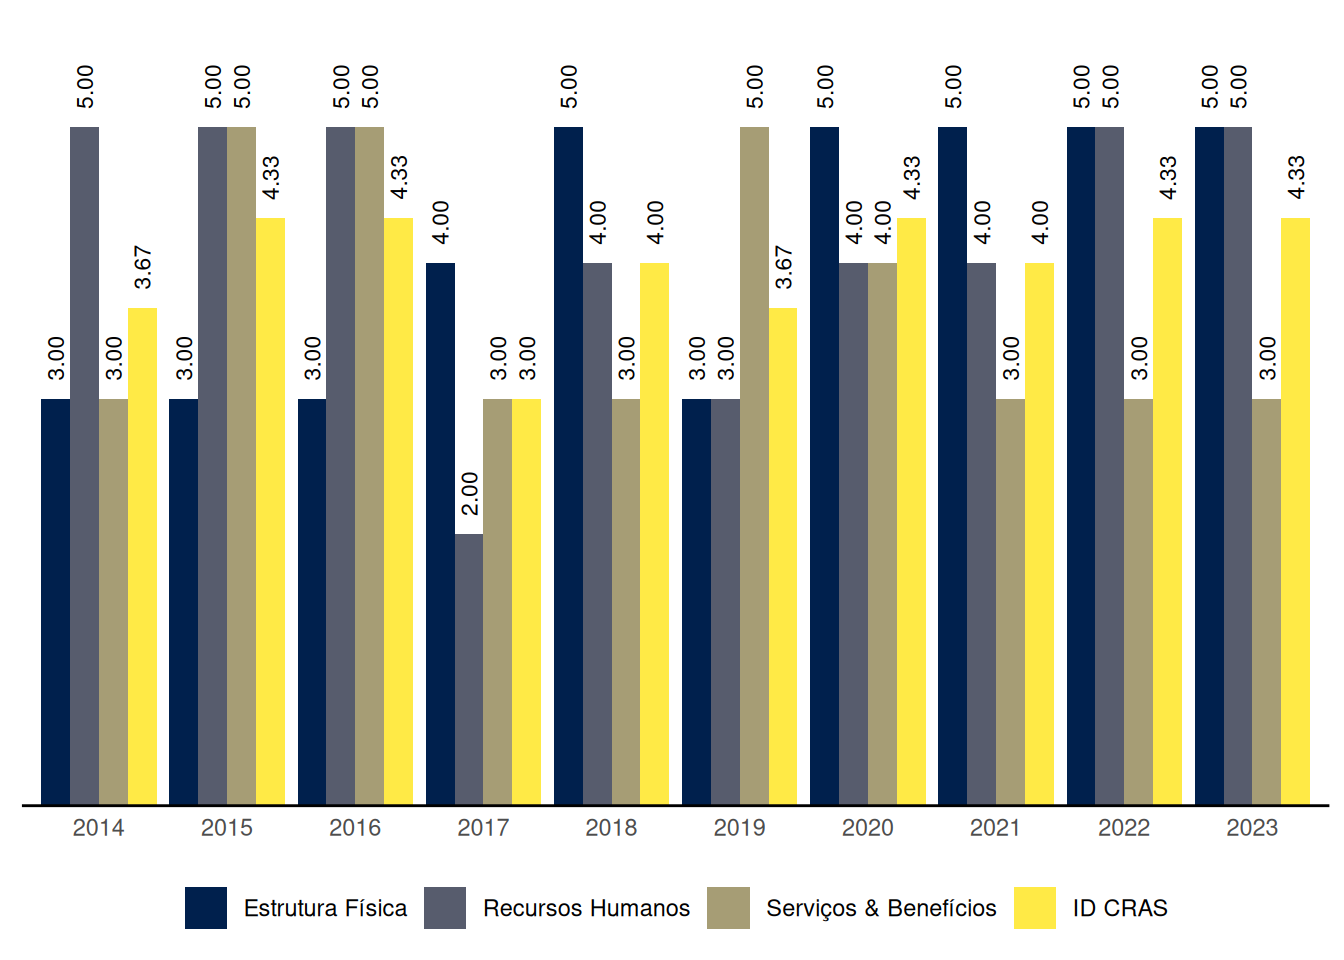 5.00 5.00 5.00 5.00 5.00 5.00 5.00 5.00 5.00 5.00 5.00 5.00 5.00
4.33 4.33 4.33 4.33 4.33
4.00 4.00 4.00 4.00 4.00 4.00 4.00
3.67 3.67
3.00 3.00 3.00 3.00 3.00 3.00 3.00 3.00 3.00 3.00 3.00 3.00
2.00
2014 2015 2016 2017 2018 2019 2020 2021 2022 2023
Estrutura Física Recursos Humanos Serviços & Benefícios ID CRAS